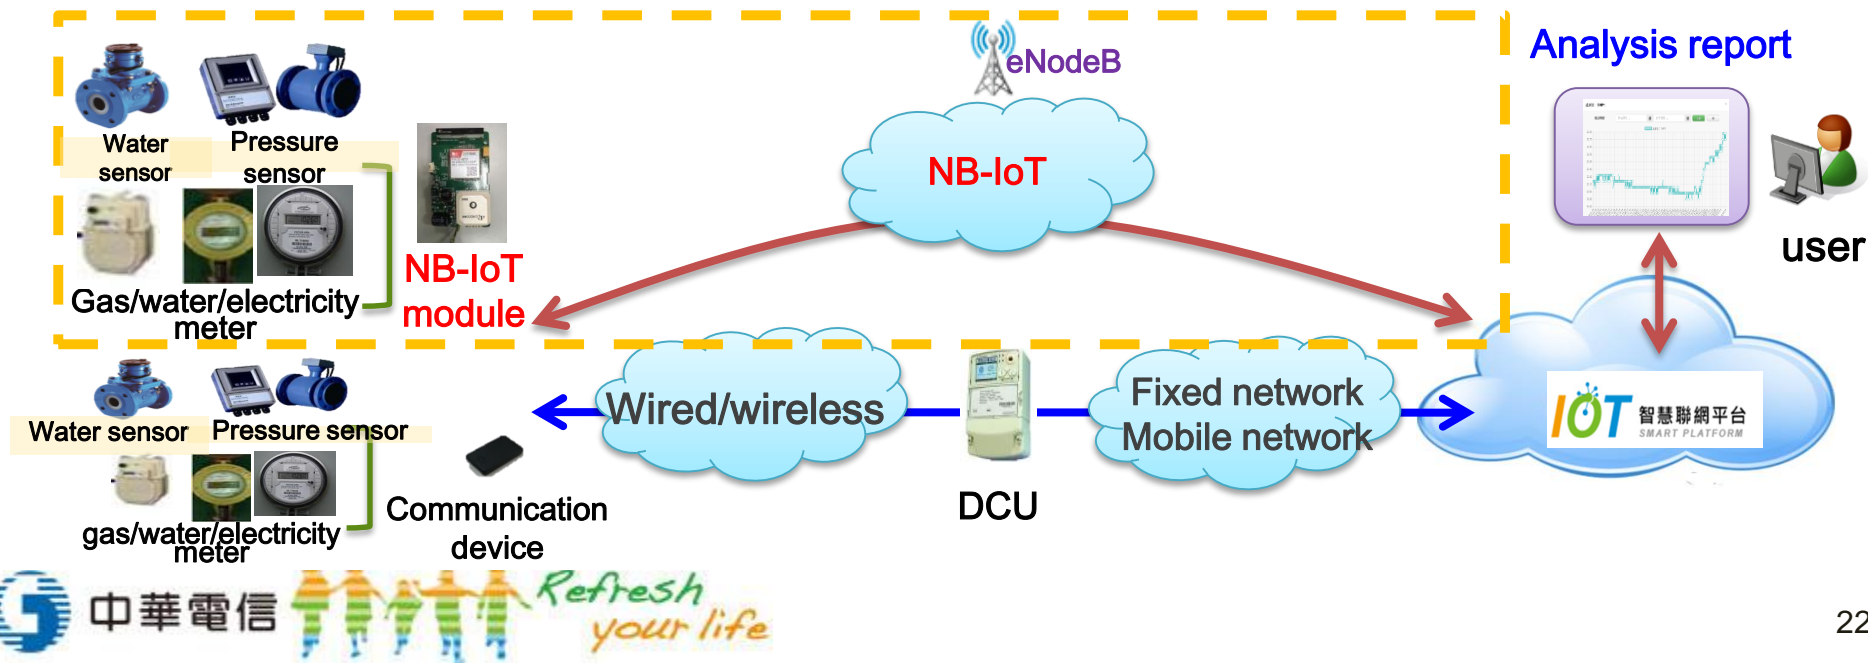 eNodeB
Analysis report
Water
sensor
Pressure
sensor
NB-IoT
Gas/water/electricity
meter
NB-IoT
module
user
Water sensor
Pressure sensor
Wired/wireless
Fixed network
Mobile network
IOT 智慧聯網平台
SMART PLATFORM
gas/water/electricity
meter
Communication
device
DCU
中華電信
Refresh
your life
22